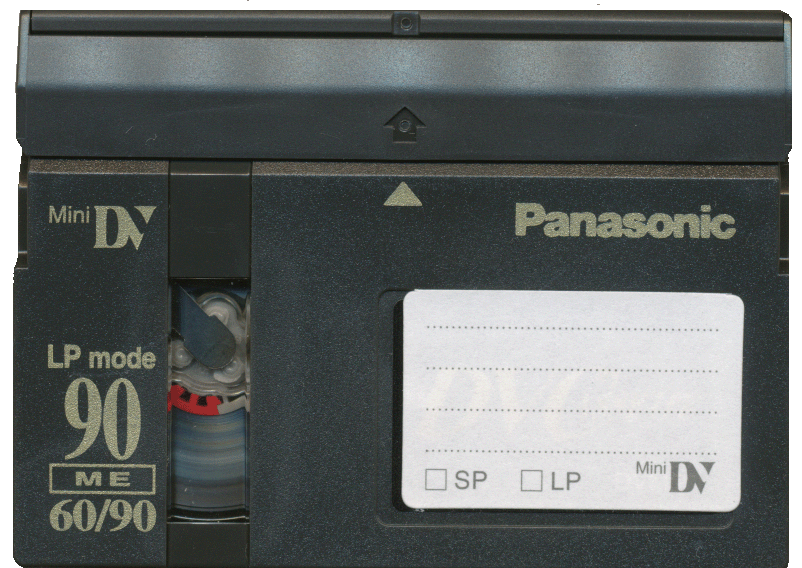 Mini DV
Panasonic
LP mode
90
ME
60/90
SP LP Mini DV